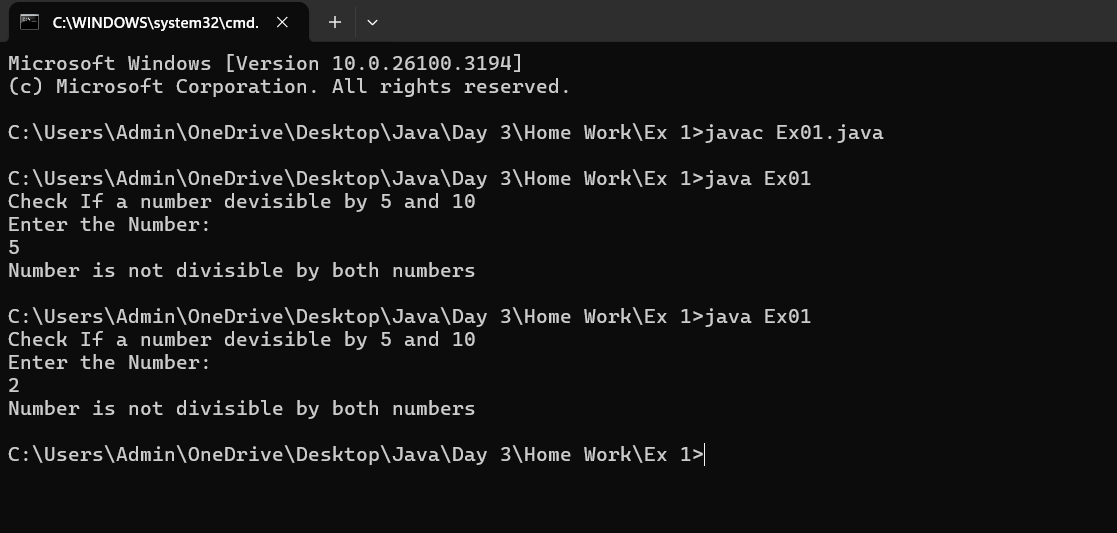 C:\WINDOWS\system32\cmd.
Microsoft Windows [Version 10.0.26100.3194]
(c) Microsoft Corporation. All rights reserved.
C:\Users\Admin\OneDrive\Desktop\Java\Day 3\Home Work\Ex 1>javac Ex01.java
C:\Users\Admin\OneDrive\Desktop\Java\Day 3\Home Work\Ex 1>java Ex01
Check If a number devisible by 5 and 10
Enter the Number:
5
Number is not divisible by both numbers
C:\Users\Admin\OneDrive\Desktop\Java\Day 3\Home Work\Ex 1>java Ex01
Check If a number devisible by 5 and 10
Enter the Number:
2
Number is not divisible by both numbers
C:\Users\Admin\OneDrive\Desktop\Java\Day 3\Home Work\Ex 1>